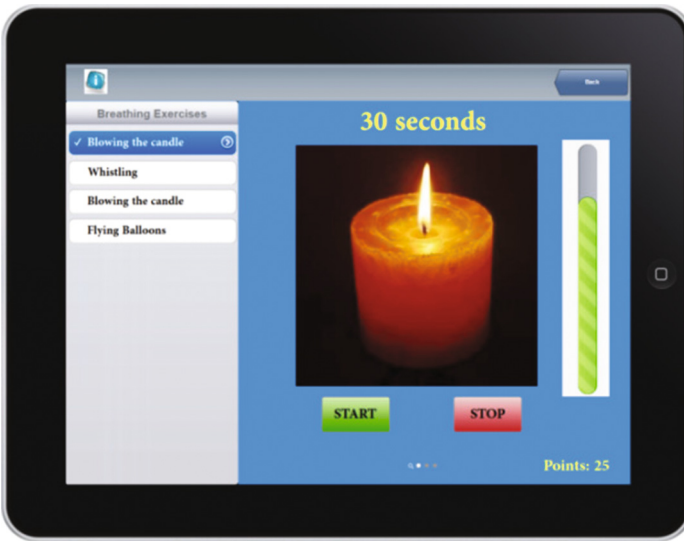 Back
Breathing Exercises
✓ Blowing the candle
Whistling
Blowing the candle
Flying Balloons
30 seconds
START
STOP
Points: 25